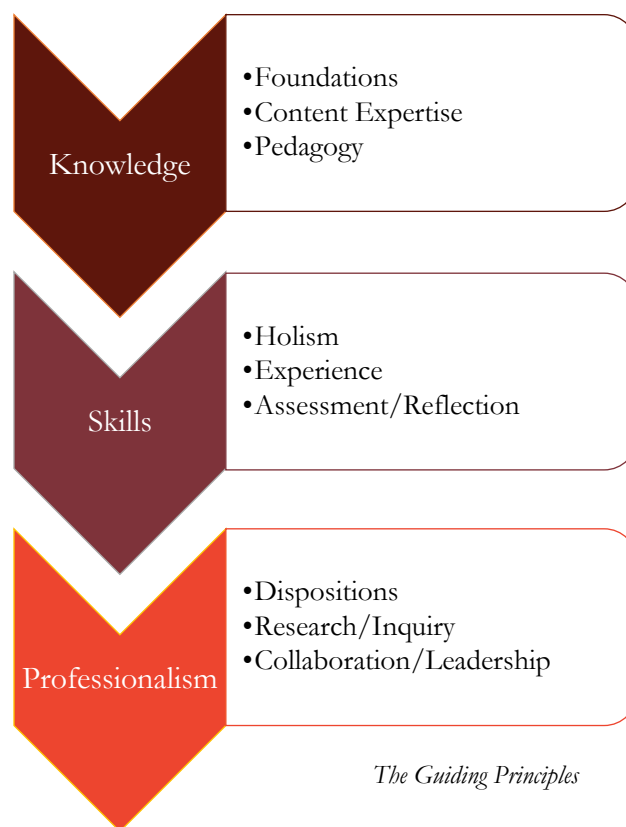 Knowledge
•Foundations
•Content Expertise
•Pedagogy
Skills
•Holism
•Experience
•Assessment/Reflection
Professionalism
•Dispositions
•Research/Inquiry
•Collaboration/Leadership
The Guiding Principles